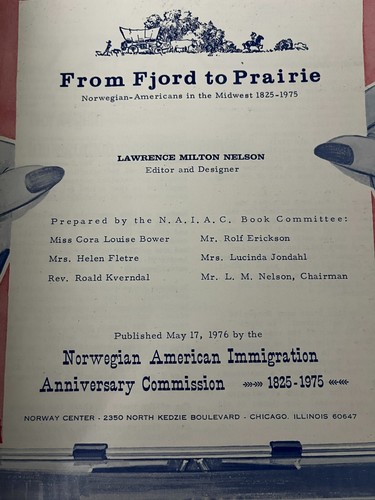 From Fjord to Prairie
Norwegian-Americans in the Midwest 1825-1975
LAWRENCE MILTON NELSON
Editor and Designer
Prepared by the N.A.I.A.C. Book Committee:
Miss Cora Louise Bower Mr. Rolf Erickson
Mrs. Helen Fletre Mrs. Lucinda Jondahl
Rev. Roald Kverndal Mr. L. M. Nelson, Chairman
Published May 17, 1976 by the
Norwegian American Immigration
Anniversary Commission 1825-1975
NORWAY CENTER - 2350 NORTH KEDZIE BOULEVARD - CHICAGO, ILLINOIS 60647